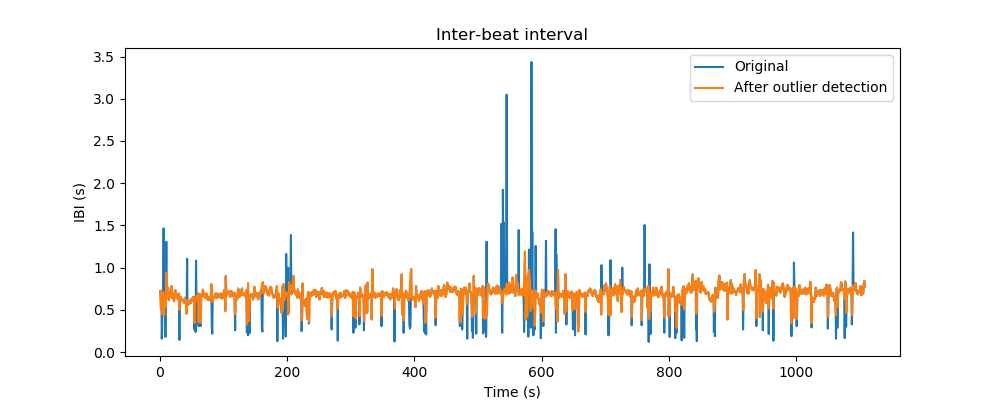 Inter-beat interval
Original
After outlier detection
3.5
3.0
2.5
2.0
1.5
1.0
0.5
0.0
IBI (s)
0 200 400 600 800 1000
Time (s)